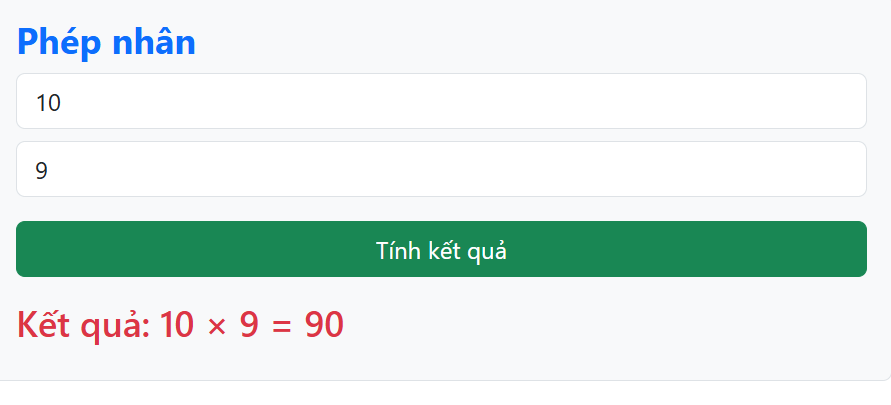 Phép nhân
10
9
Tính kết quả
Kết quả: 10 × 9 = 90